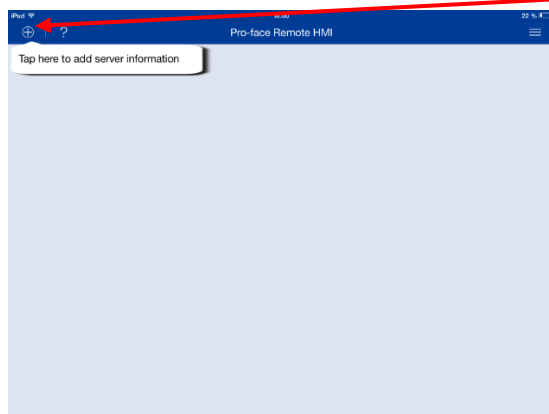 iPad 22 %
? Pro-face Remote HMI
Tap here to add server information